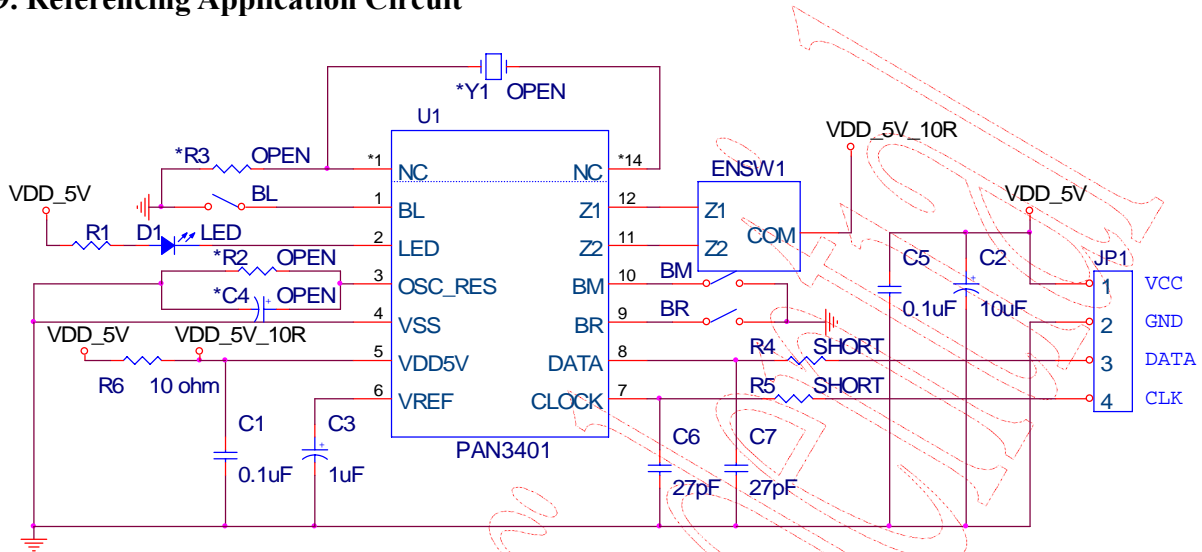 9. Referencing Application Circuit
*Y1 OPEN
U1
*R3 OPEN
*1 NC
NC *14
VDD_5V_10R
ENSW1
VDD_5V
BL
1 BL
Z1 12
Z1
VDD_5V
R1 D1 LED
2 LED
Z2 11
Z2
COM
C5 C2
JP1
*R2 OPEN
3 OSC_RES
BM 10
BM
1 VCC
*C4 OPEN
0.1uF 10uF
4 VSS
BR 9
BR
2 GND
VDD_5V VDD_5V_10R
5 VDD5V
DATA 8
R4 SHORT
3 DATA
R6 10 ohm
6 VREF
CLOCK 7
R5 SHORT
4 CLK
C1 C3
C6 C7
PAN3401
0.1uF 1uF
27pF 27pF